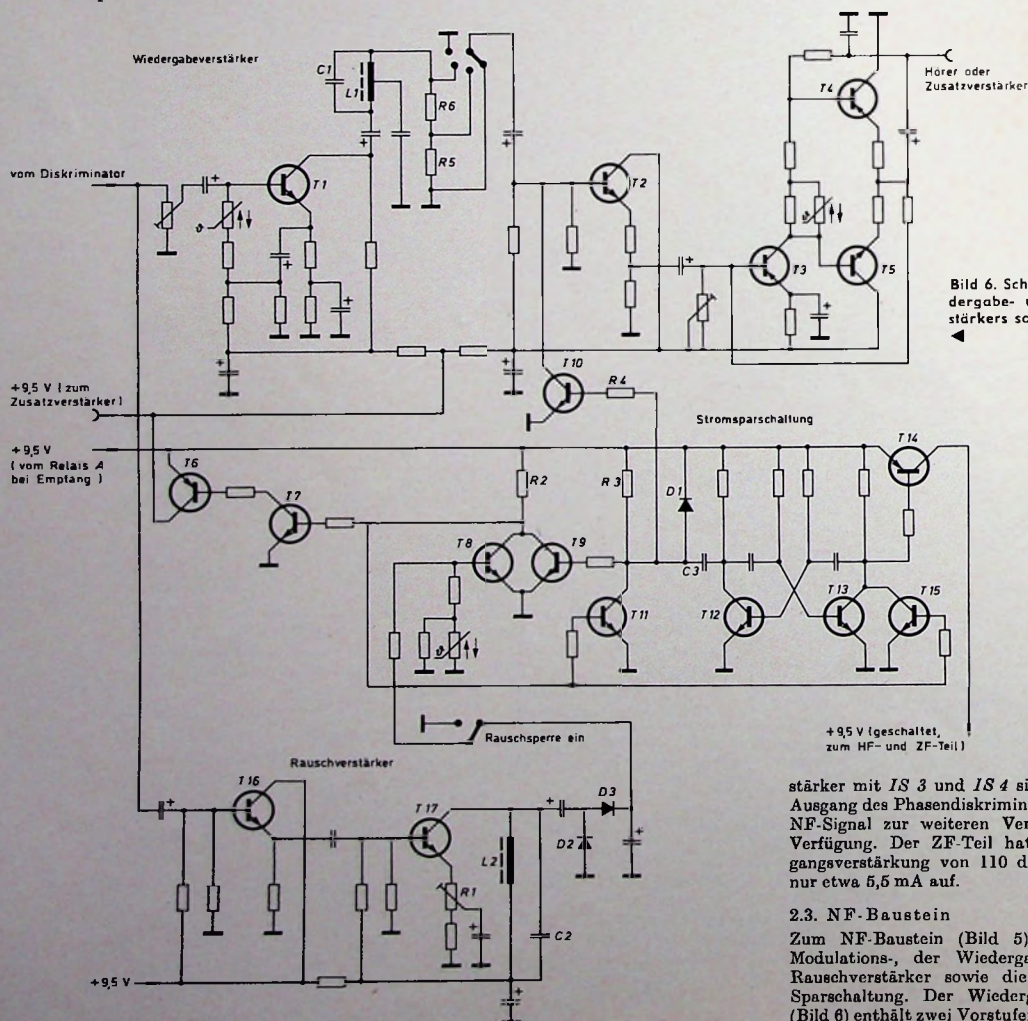 Wiedergabeverstärker
C1
L1
R6
R5
T4
Hörer oder
Zusatzverstärker
vom Diskriminator
T1
T2
ϑ
ϑ
T3
T5
Bild 6. Sch
dergabe- u
stärkers so
T10
R4
+9,5 V (zum
Zusatzverstärker)
Stromsparschaltung
+9,5 V
(vom Relais A
bei Empfang)
T6
T7
R2
R3
D1
T14
T8
T9
C3
T11
T12
T13
T15
ϑ
+9,5 V (geschaltet,
zum HF- und ZF-Teil)
Rauschsperre ein
Rauschverstärker
T16
T17
D3
D2
L2
R1
C2
+9,5 V
stärker mit IS 3 und IS 4 si
Ausgang des Phasendiskrimin
NF-Signal zur weiteren Ver
Verfügung. Der ZF-Teil hat
gangsverstärkung von 110 d
nur etwa 5,5 mA auf.
2.3. NF-Baustein
Zum NF-Baustein (Bild 5)
Modulations-, der Wiederga
Rauschverstärker sowie die
Sparschaltung. Der Wiederg
(Bild 6) enthält zwei Vorstufe